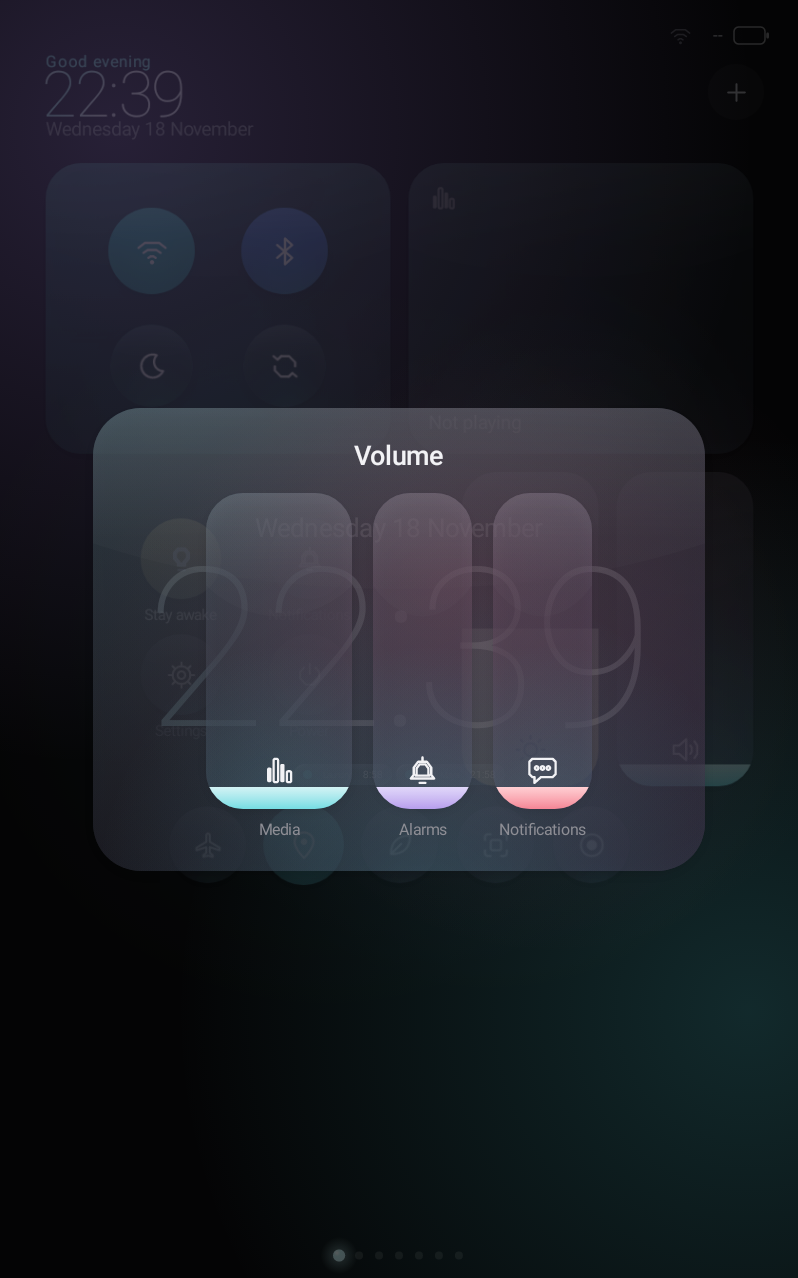 --
Good evening
22:39
Wednesday 18 November
Not playing
Volume
Wednesday 18 November
22:39
Stay awake
Settings
Media
Alarms
Notifications